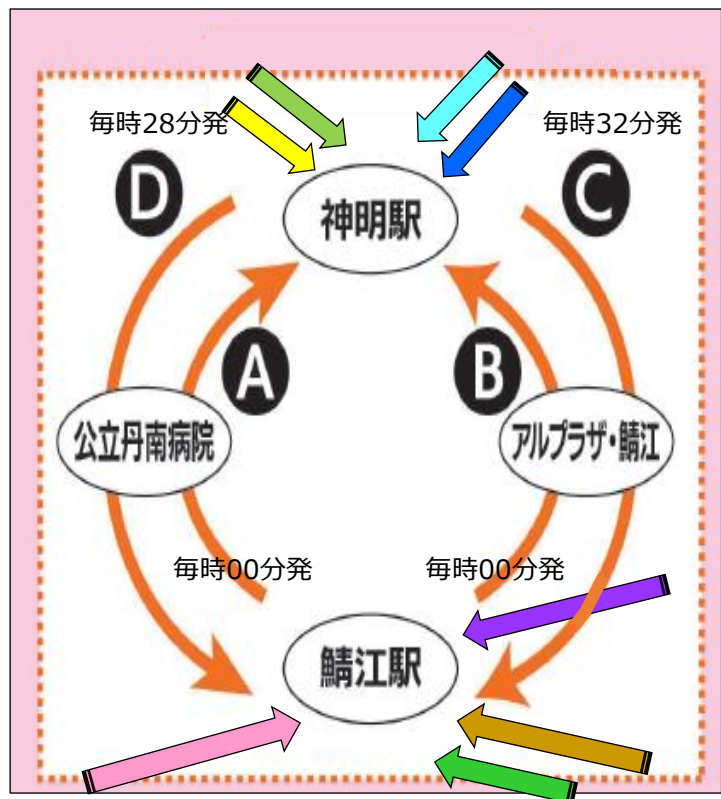 毎時28分発
毎時32分発
D
C
神明駅
A
B
公立丹南病院
アルプラザ・鯖江
毎時00分発
毎時00分発
鯖江駅